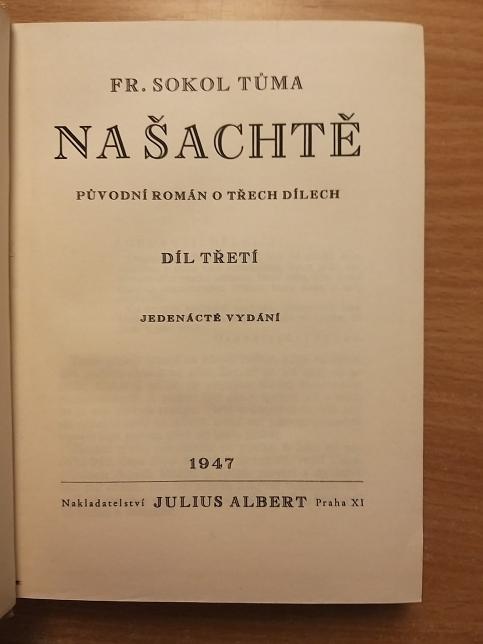 FR. SOKOL TŮMA
NA ŠACHTĚ
PŮVODNÍ ROMÁN O TŘECH DÍLECH
DÍL TŘETÍ
JEDENÁCTÉ VYDÁNÍ
1947
Nakladatelství JULIUS ALBERT Praha XI